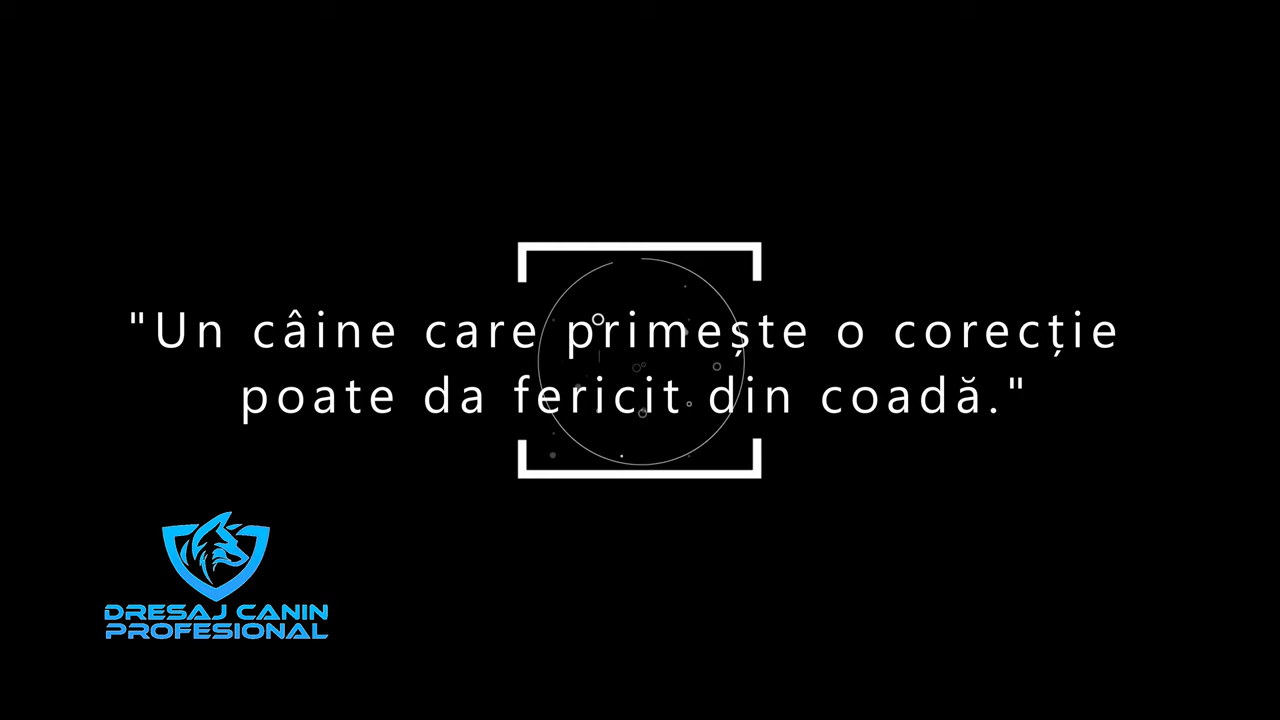 "Un câine care primește o corecție
poate da fericit din coadă."
DRESAJ CANIN
PROFESIONAL